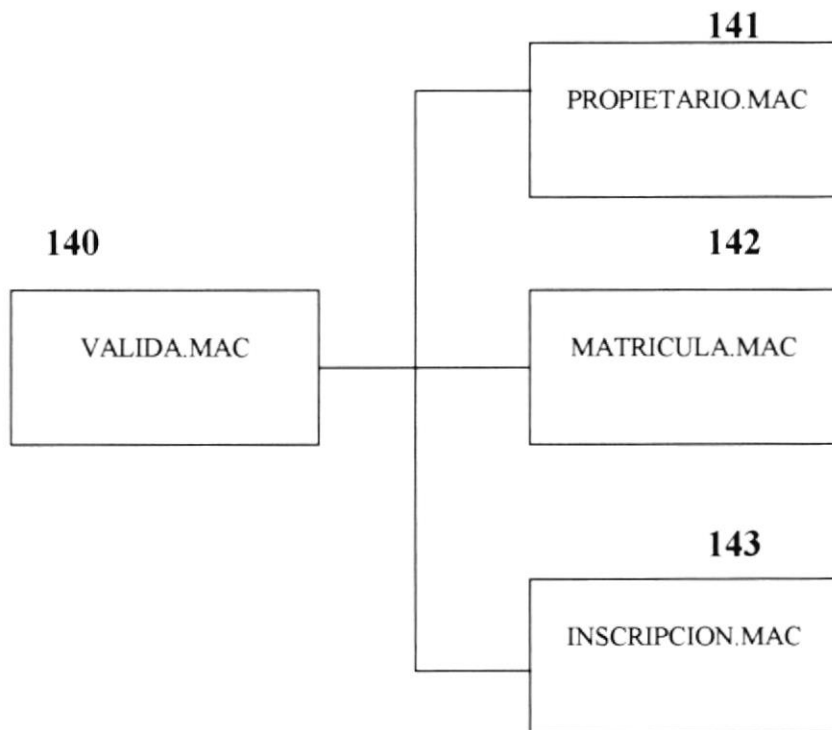 141
PROPIETARIO.MAC
140
142
VALIDA.MAC
MATRICULA.MAC
143
INSCRIPCION.MAC